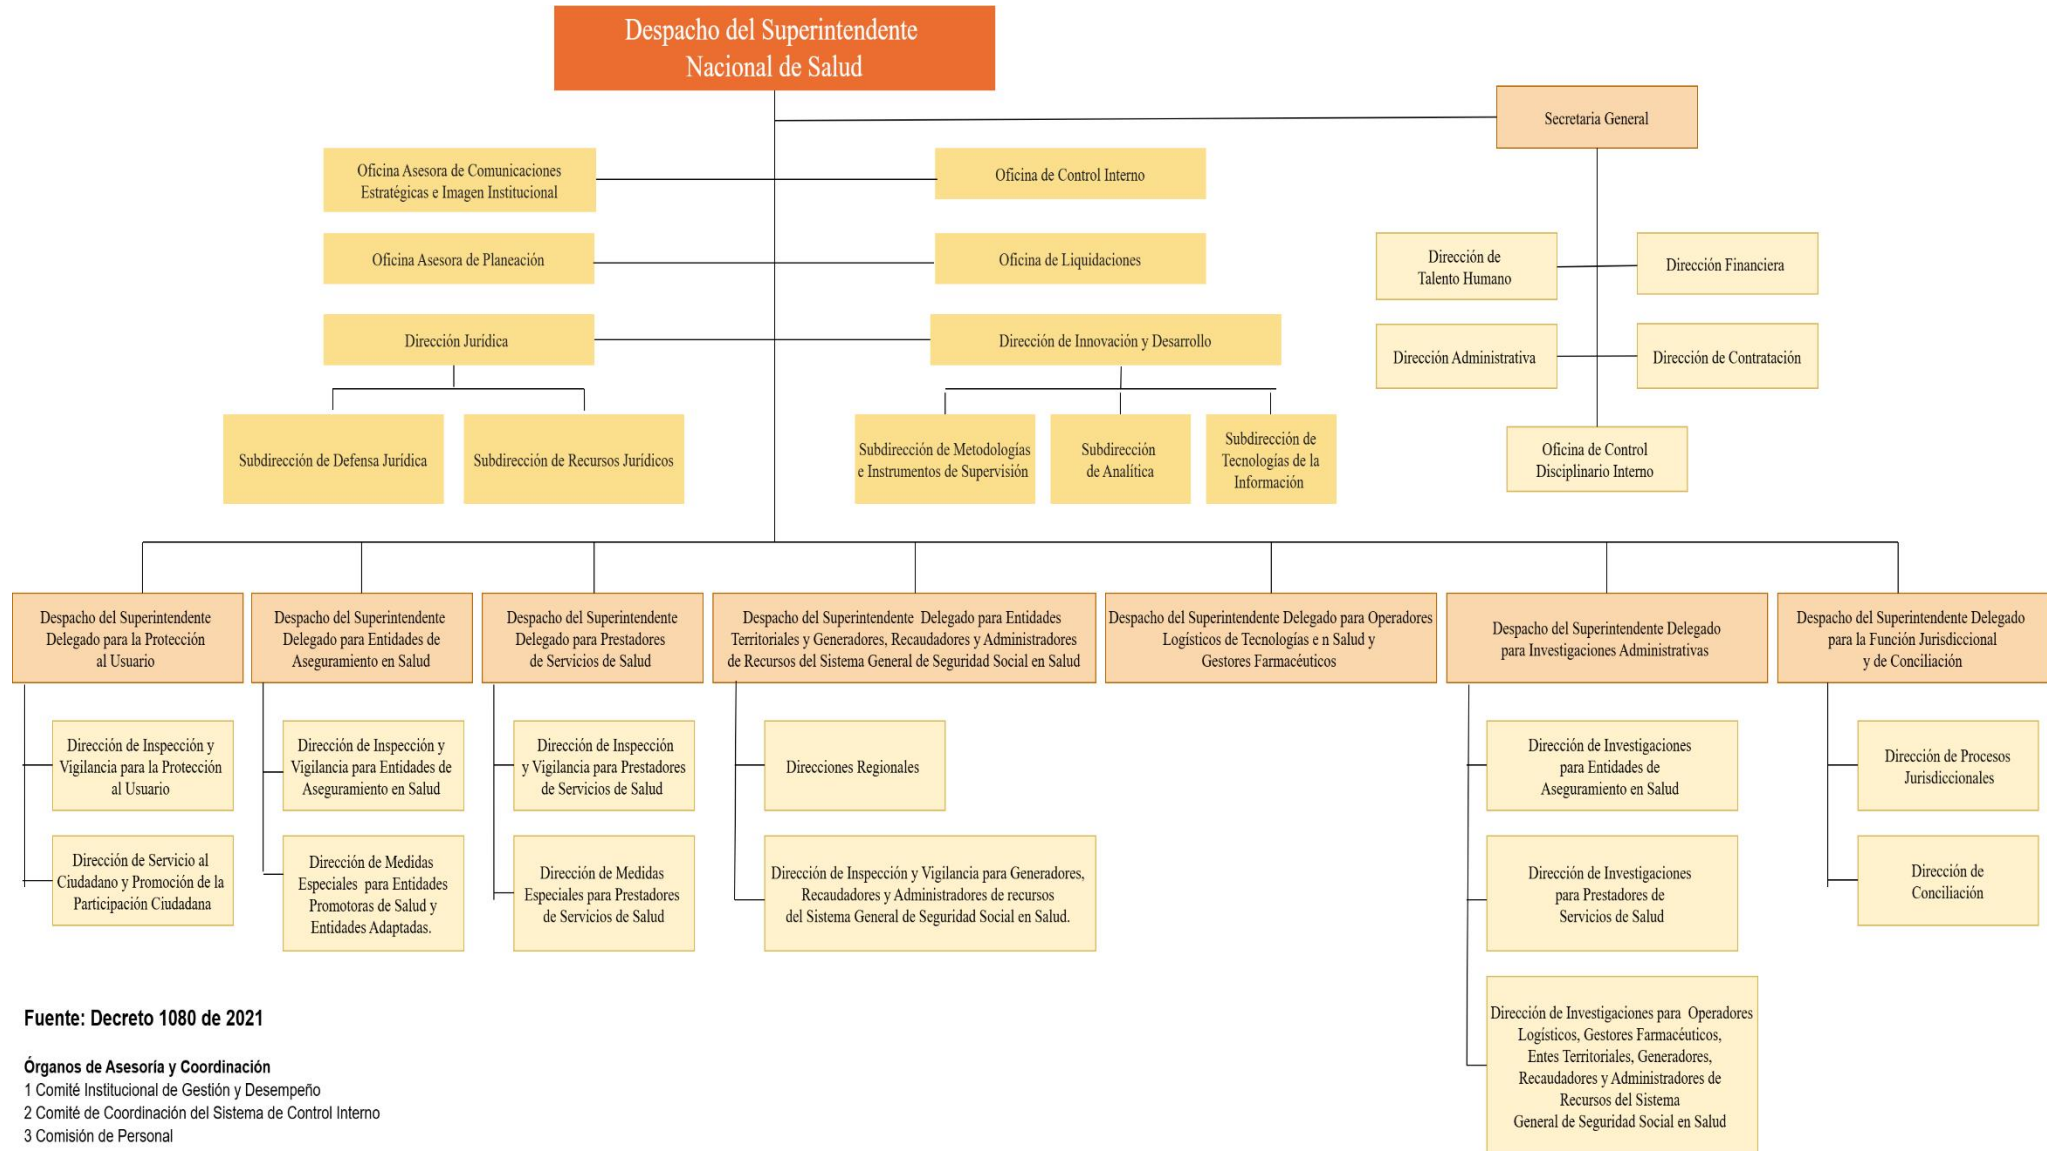 Despacho del Superintendente
Nacional de Salud
Secretaria General
Oficina Asesora de Comunicaciones
Estratégicas e Imagen Institucional
Oficina de Control Interno
Oficina Asesora de Planeación
Oficina de Liquidaciones
Dirección de
Talento Humano
Dirección Financiera
Dirección Jurídica
Dirección de Innovación y Desarrollo
Dirección Administrativa
Dirección de Contratación
Subdirección de Defensa Jurídica
Subdirección de Recursos Jurídicos
Subdirección de Metodologías
e Instrumentos de Supervisión
Subdirección
de Analítica
Subdirección de
Tecnologías de la
Información
Oficina de Control
Disciplinario Interno
Despacho del Superintendente
Delegado para la Protección
al Usuario
Despacho del Superintendente
Delegado para Entidades de
Aseguramiento en Salud
Despacho del Superintendente
Delegado para Prestadores
de Servicios de Salud
Despacho del Superintendente Delegado para Entidades
Territoriales y Generadores, Recaudadores y Administradores
de Recursos del Sistema General de Seguridad Social en Salud
Despacho del Superintendente Delegado para Operadores
Logísticos de Tecnologías e n Salud y
Gestores Farmacéuticos
Despacho del Superintendente Delegado
para Investigaciones Administrativas
Despacho del Superintendente Delegado
para la Función Jurisdiccional
y de Conciliación
Dirección de Inspección y
Vigilancia para la Protección
al Usuario
Dirección de Inspección y
Vigilancia para Entidades de
Aseguramiento en Salud
Dirección de Inspección
y Vigilancia para Prestadores
de Servicios de Salud
Direcciones Regionales
Dirección de Investigaciones
para Entidades de
Aseguramiento en Salud
Dirección de Procesos
Jurisdiccionales
Dirección de Servicio al
Ciudadano y Promoción de la
Participación Ciudadana
Dirección de Medidas
Especiales para Entidades
Promotoras de Salud y
Entidades Adaptadas.
Dirección de Medidas
Especiales para Prestadores
de Servicios de Salud
Dirección de Inspección y Vigilancia para Generadores,
Recaudadores y Administradores de recursos
del Sistema General de Seguridad Social en Salud.
Dirección de Investigaciones
para Prestadores de
Servicios de Salud
Dirección de
Conciliación
Dirección de Investigaciones para Operadores
Logísticos, Gestores Farmacéuticos,
Entes Territoriales, Generadores,
Recaudadores y Administradores de
Recursos del Sistema
General de Seguridad Social en Salud
Fuente: Decreto 1080 de 2021
Órganos de Asesoría y Coordinación
1 Comité Institucional de Gestión y Desempeño
2 Comité de Coordinación del Sistema de Control Interno
3 Comisión de Personal